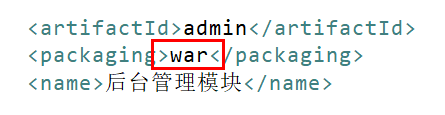 <artifactId>admin</artifactId>
<packaging>war</packaging>
<name>后台管理模块</name>